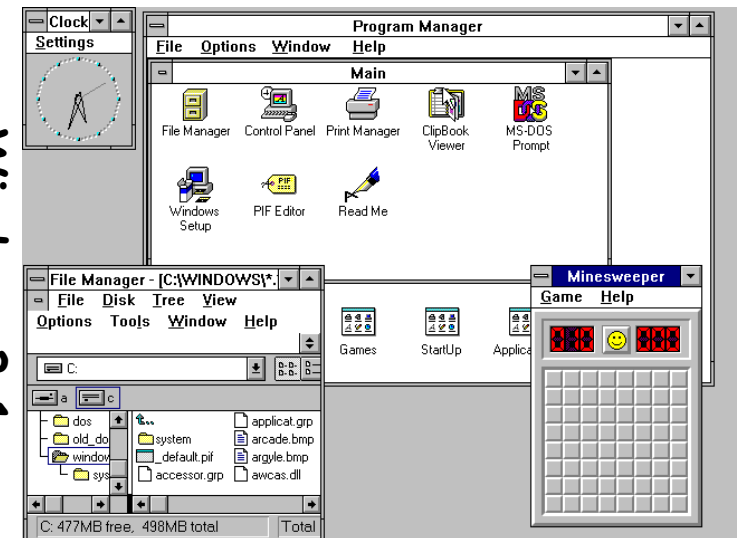 Clock
Settings
Program Manager
File Options Window Help
Main
File Manager
Control Panel
Print Manager
ClipBook
Viewer
MS-DOS
Prompt
Windows
Setup
PIF Editor
Read Me
Games
StartUp
Applica
File Manager - [C:\WINDOWS\*.
File Disk Tree View
Options Tools Window Help
C:
a c
dos
old_do
window
sys
system
_default.pif
accessor.grp
applicat.grp
arcade.bmp
argyle.bmp
awcas.dll
C: 477MB free, 498MB total
Total
Minesweeper
Game Help